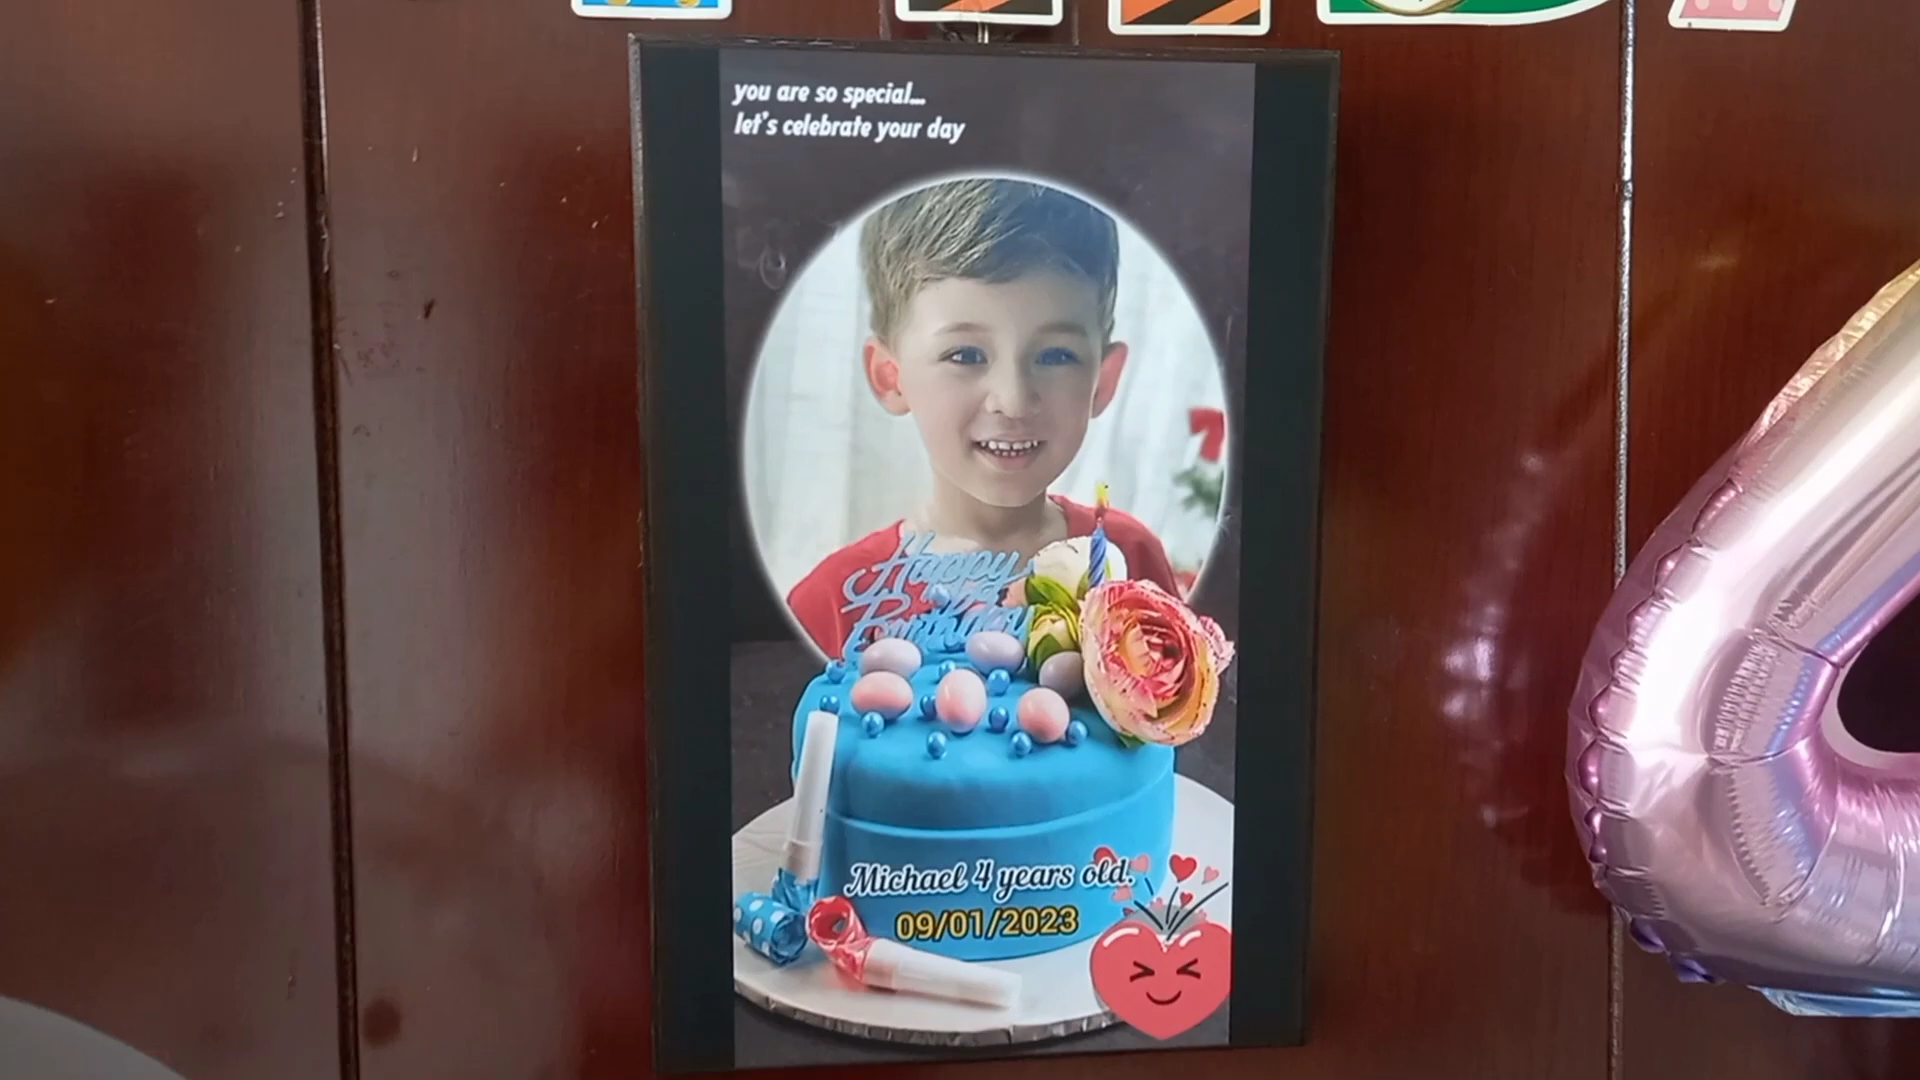 you are so special...
let's celebrate your day
Happy
Birthday
Michael 4 years old.
09/01/2023